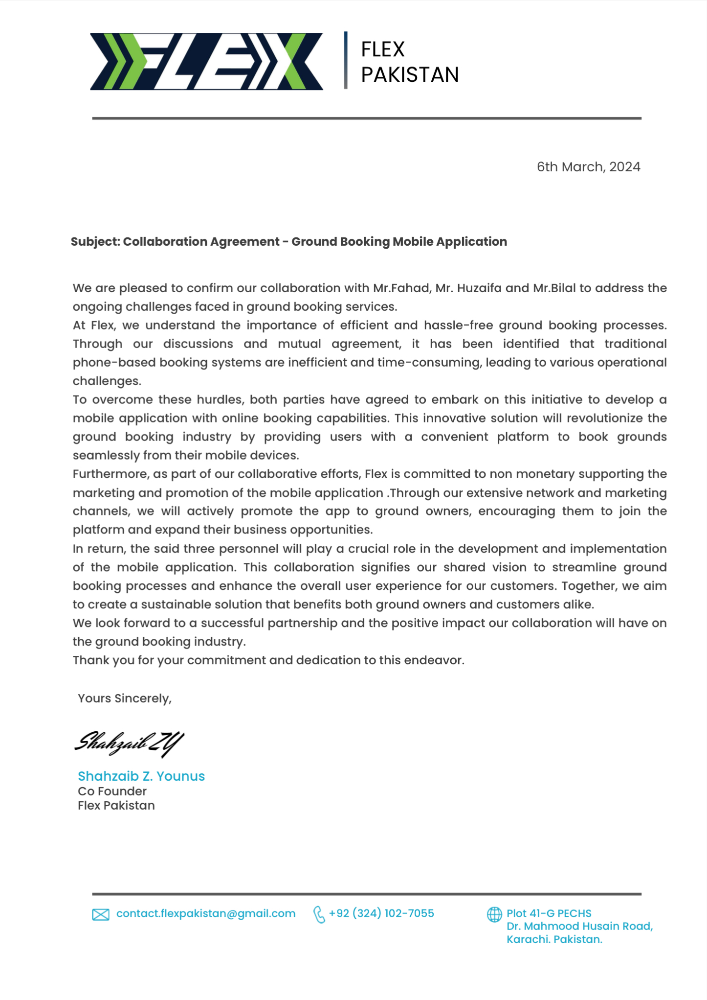 FLEX
FLEX
PAKISTAN
6th March, 2024
Subject: Collaboration Agreement - Ground Booking Mobile Application
We are pleased to confirm our collaboration with Mr.Fahad, Mr. Huzaifa and Mr.Bilal to address the
ongoing challenges faced in ground booking services.
At Flex, we understand the importance of efficient and hassle-free ground booking processes.
Through our discussions and mutual agreement, it has been identified that traditional
phone-based booking systems are inefficient and time-consuming, leading to various operational
challenges.
To overcome these hurdles, both parties have agreed to embark on this initiative to develop a
mobile application with online booking capabilities. This innovative solution will revolutionize the
ground booking industry by providing users with a convenient platform to book grounds
seamlessly from their mobile devices.
Furthermore, as part of our collaborative efforts, Flex is committed to non monetary supporting the
marketing and promotion of the mobile application .Through our extensive network and marketing
channels, we will actively promote the app to ground owners, encouraging them to join the
platform and expand their business opportunities.
In return, the said three personnel will play a crucial role in the development and implementation
of the mobile application. This collaboration signifies our shared vision to streamline ground
booking processes and enhance the overall user experience for our customers. Together, we aim
to create a sustainable solution that benefits both ground owners and customers alike.
We look forward to a successful partnership and the positive impact our collaboration will have on
the ground booking industry.
Thank you for your commitment and dedication to this endeavor.
Yours Sincerely,
Shahzaib ZY
Shahzaib Z. Younus
Co Founder
Flex Pakistan
contact.flexpakistan@gmail.com
+92 (324) 102-7055
Plot 41-G PECHS
Dr. Mahmood Husain Road,
Karachi. Pakistan.